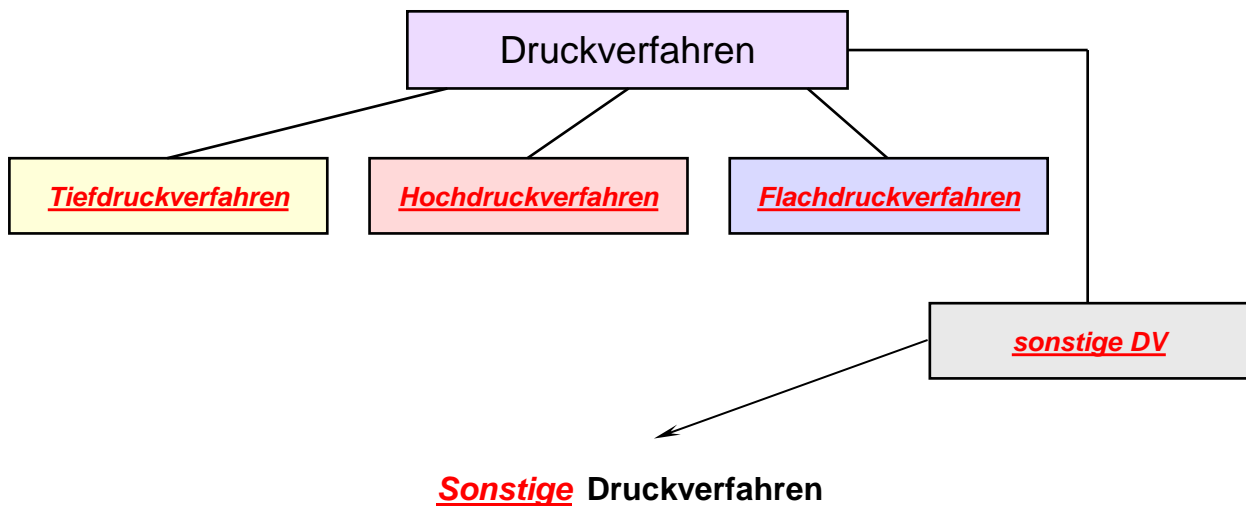 Druckverfahren
Tiefdruckverfahren
Hochdruckverfahren
Flachdruckverfahren
sonstige DV
Sonstige Druckverfahren